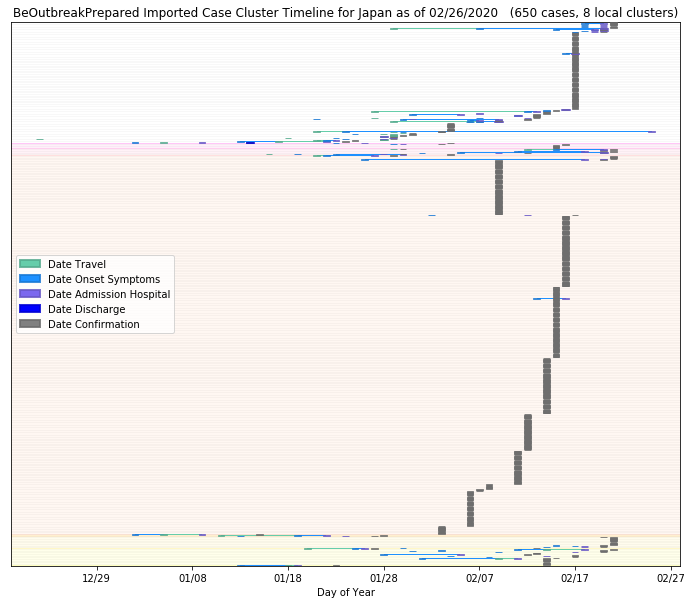 BeOutbreakPrepared Imported Case Cluster Timeline for Japan as of 02/26/2020 (650 cases, 8 local clusters)
Date Travel
Date Onset Symptoms
Date Admission Hospital
Date Discharge
Date Confirmation
12/29 01/08 01/18 01/28 02/07 02/17 02/27
Day of Year